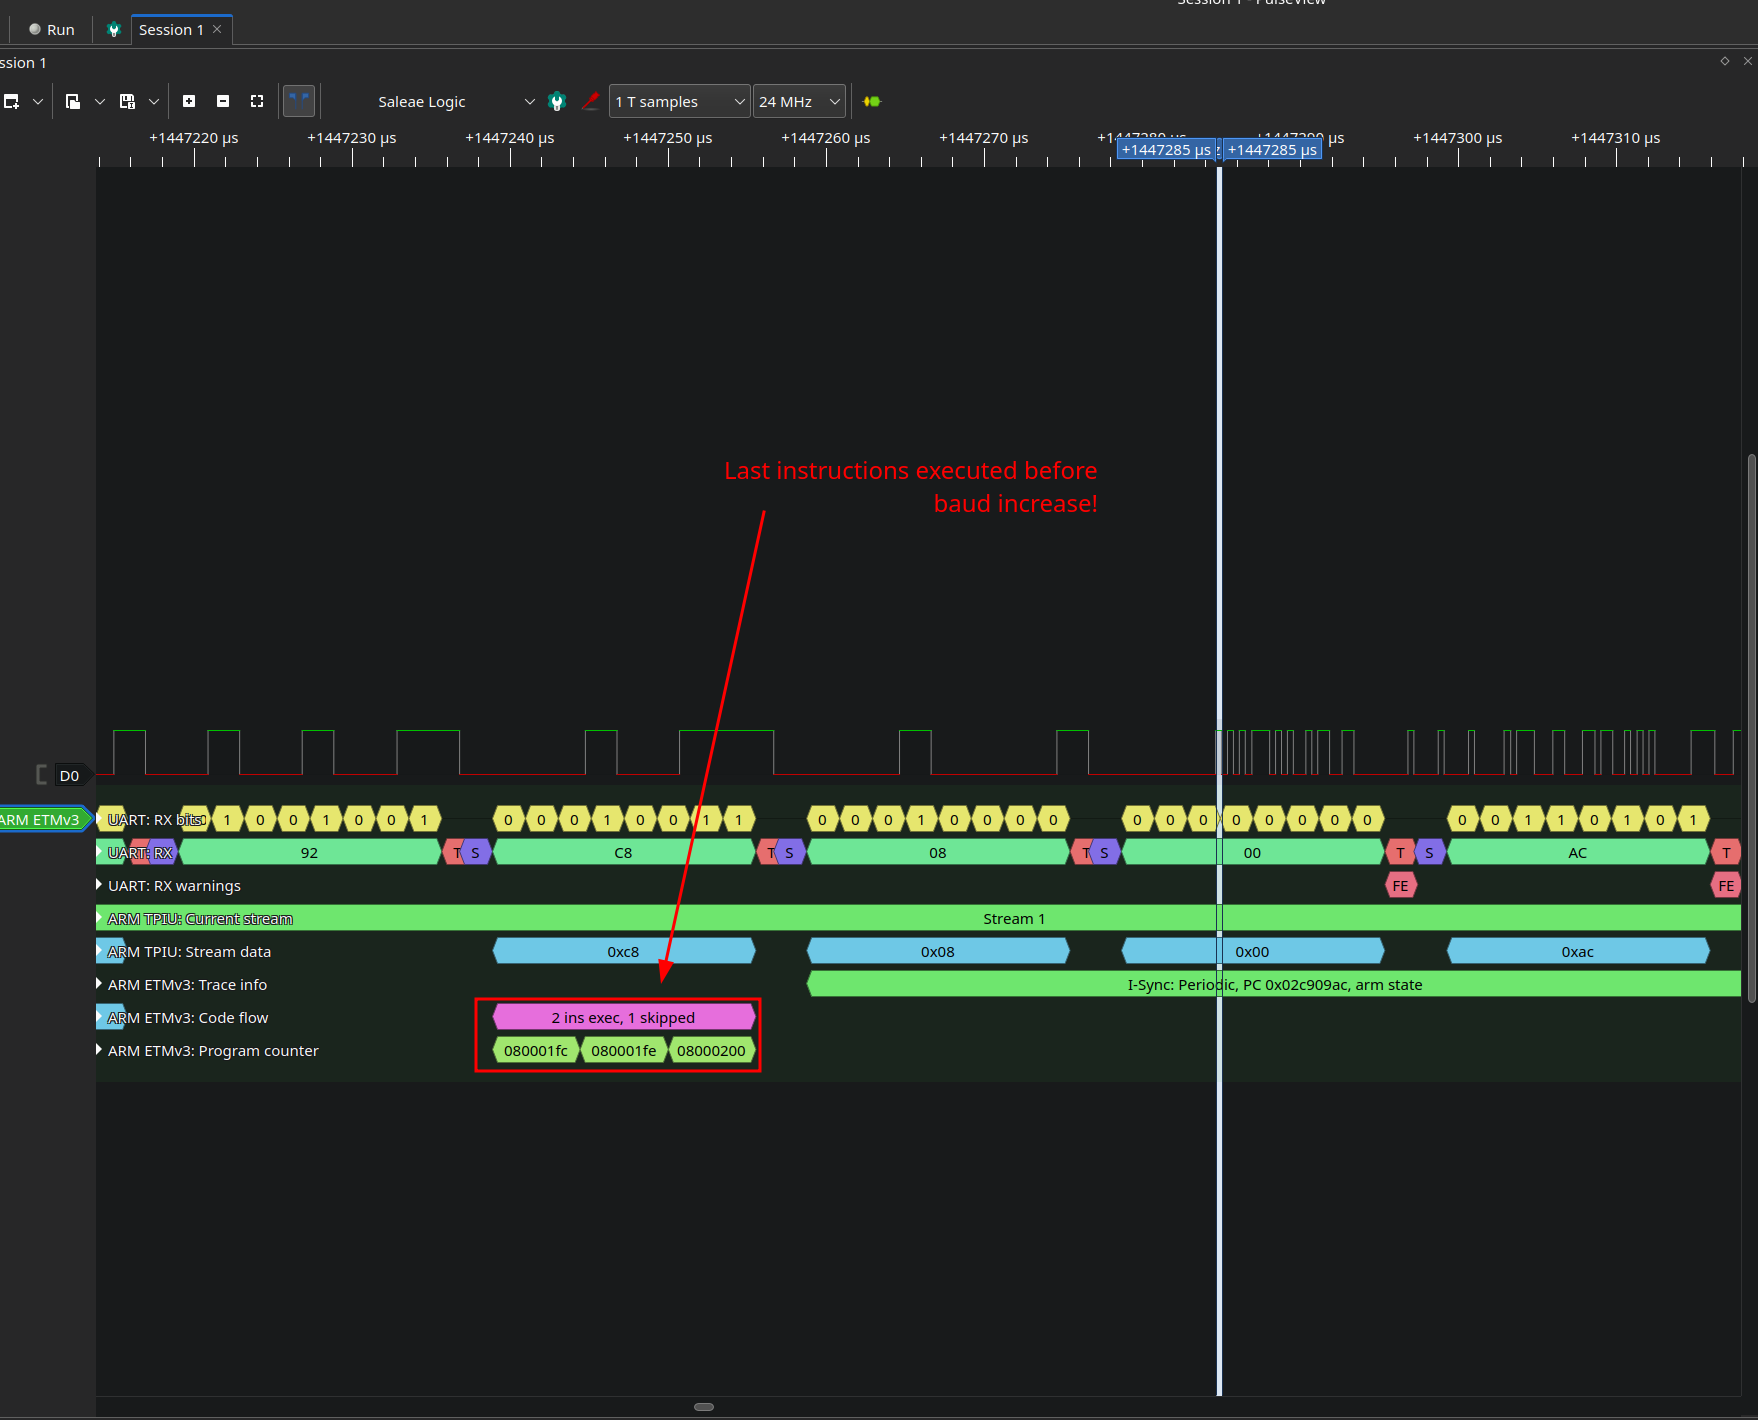 Session 1 - PulseView
Run
Session 1
ssion 1
Saleae Logic
1 T samples
24 MHz
+1447220 µs +1447230 µs +1447240 µs +1447250 µs +1447260 µs +1447270 µs +1447280 µs +1447290 µs +1447300 µs +1447310 µs
+1447285 µs +1447285 µs
Last instructions executed before
baud increase!
D0
ARM ETMv3
UART: RX bits 1 0 0 1 0 0 1 0 0 0 1 0 0 1 1 0 0 0 1 0 0 0 0 0 0 0 0 0 0 0 0 0 0 1 1 0 1 0 1
UART: RX 92 T S C8 T S 08 T S 00 T S AC T
UART: RX warnings FE FE
ARM TPIU: Current stream Stream 1
ARM TPIU: Stream data 0xc8 0x08 0x00 0xac
ARM ETMv3: Trace info I-Sync: Periodic, PC 0x02c909ac, arm state
ARM ETMv3: Code flow 2 ins exec, 1 skipped
ARM ETMv3: Program counter 080001fc 080001fe 08000200